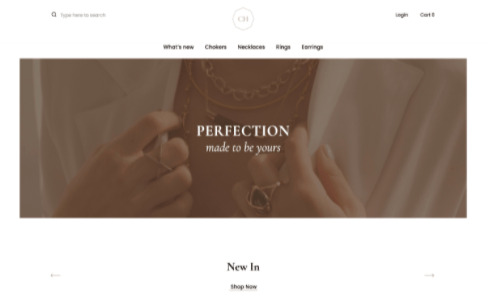 Type here to search
CH
Login Cart 0
What's new Chokers Necklaces Rings Earrings
PERFECTION
made to be yours
New In
Shop Now